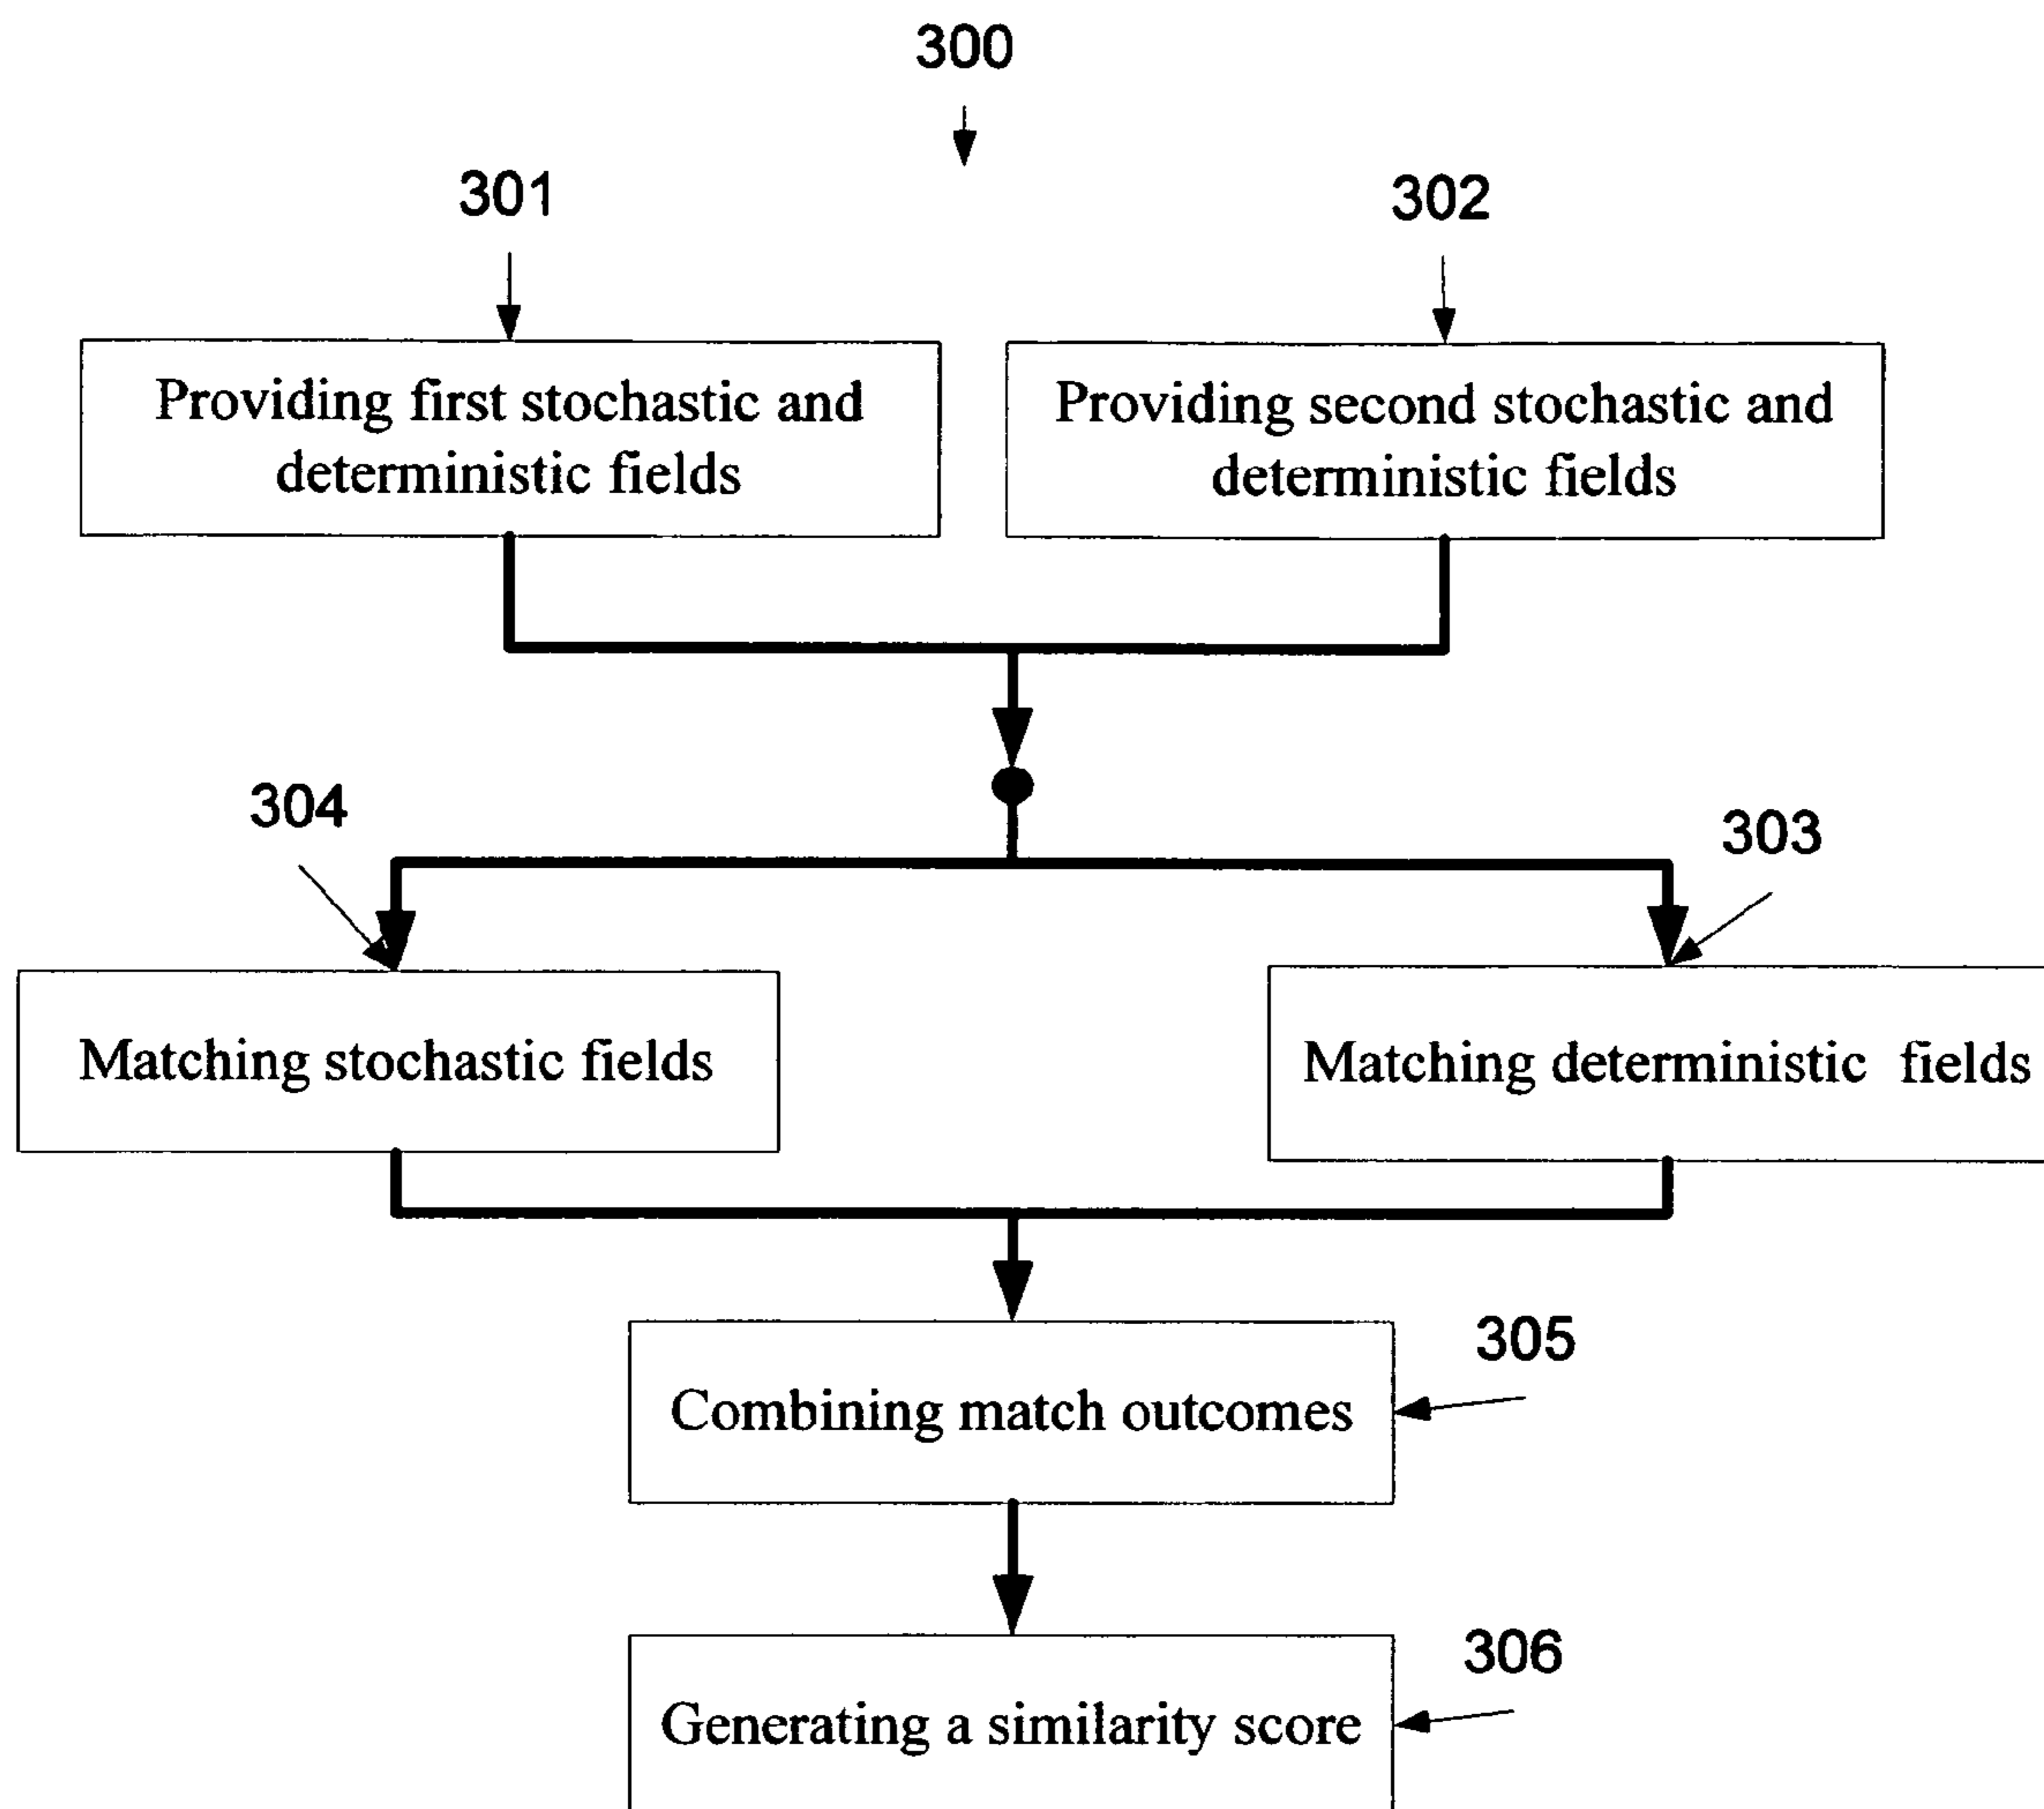 300
301
302
Providing first stochastic and
deterministic fields
Providing second stochastic and
deterministic fields
304
303
Matching stochastic fields
Matching deterministic fields
305
Combining match outcomes
306
Generating a similarity score